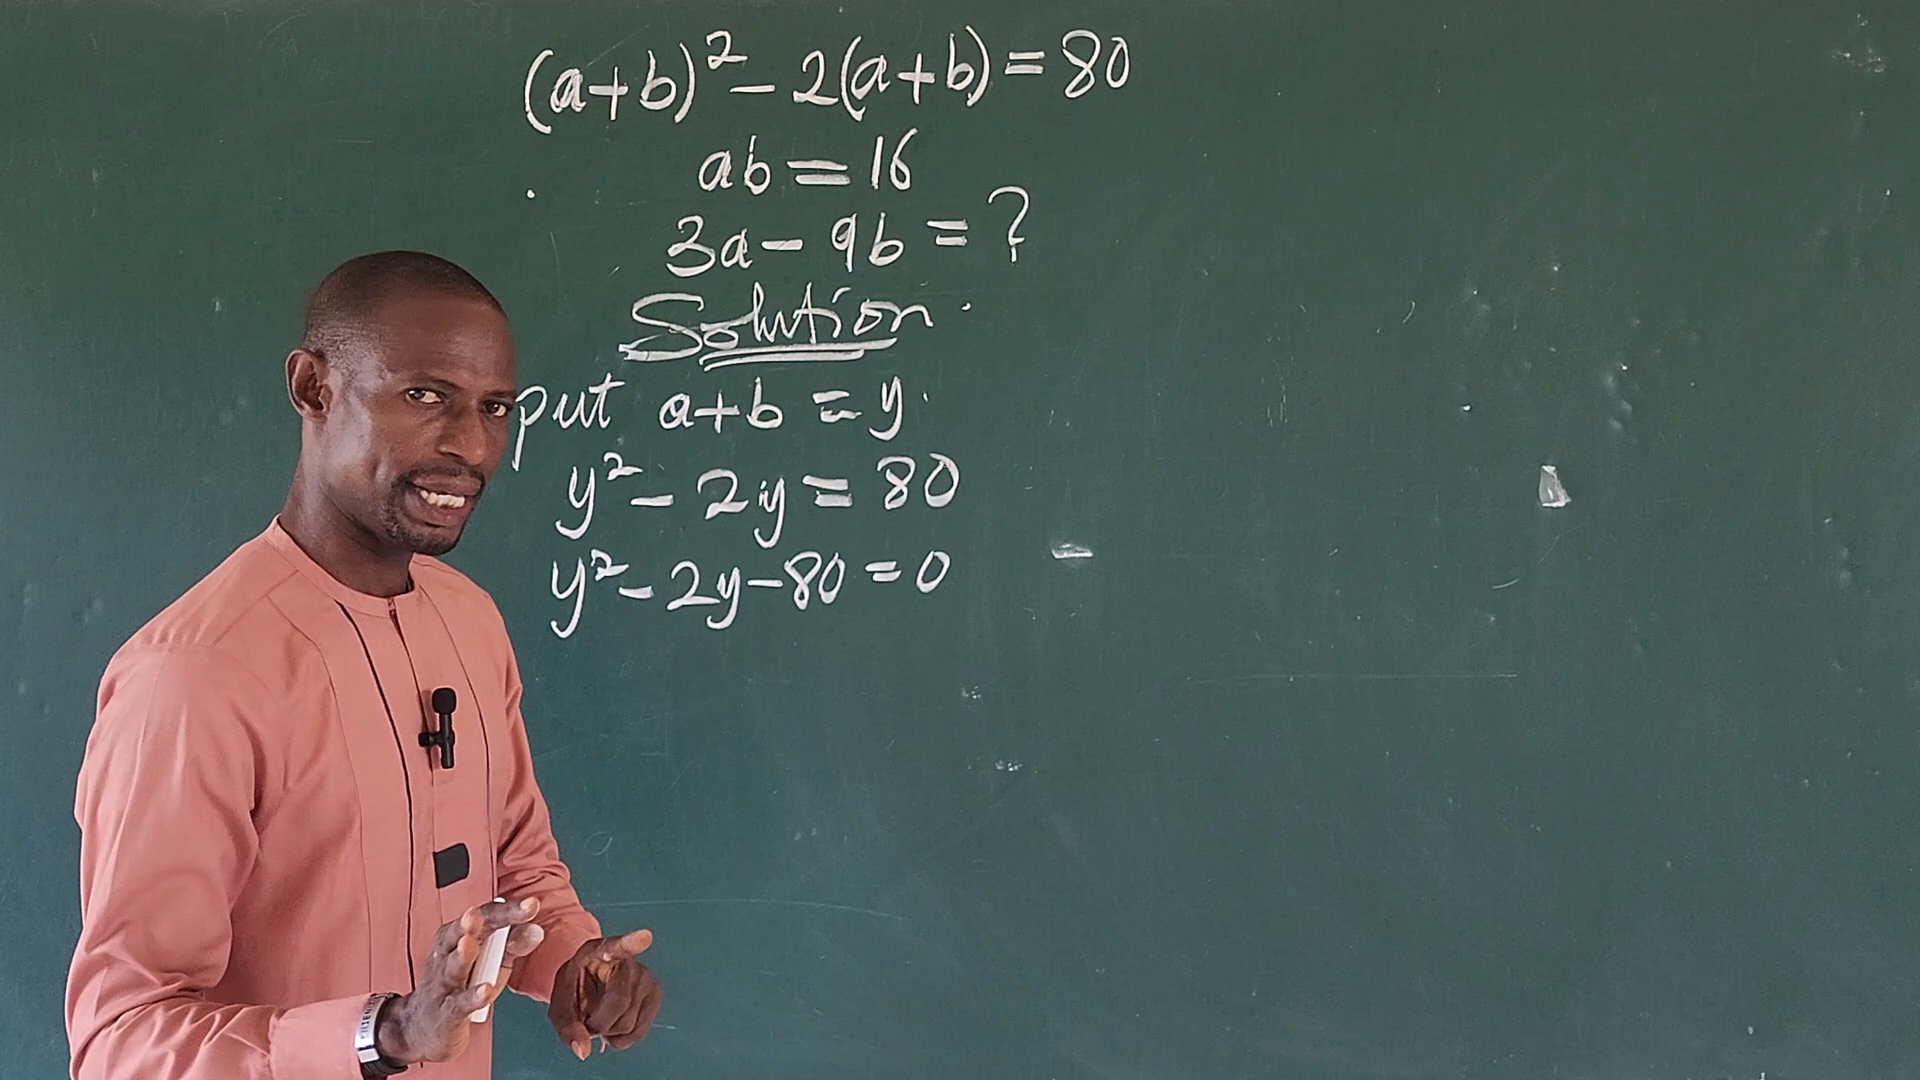 (a+b)² - 2(a+b) = 80
ab = 16
3a - 9b = ?
Solution.
put a+b = y.
y² - 2y = 80
y² - 2y - 80 = 0